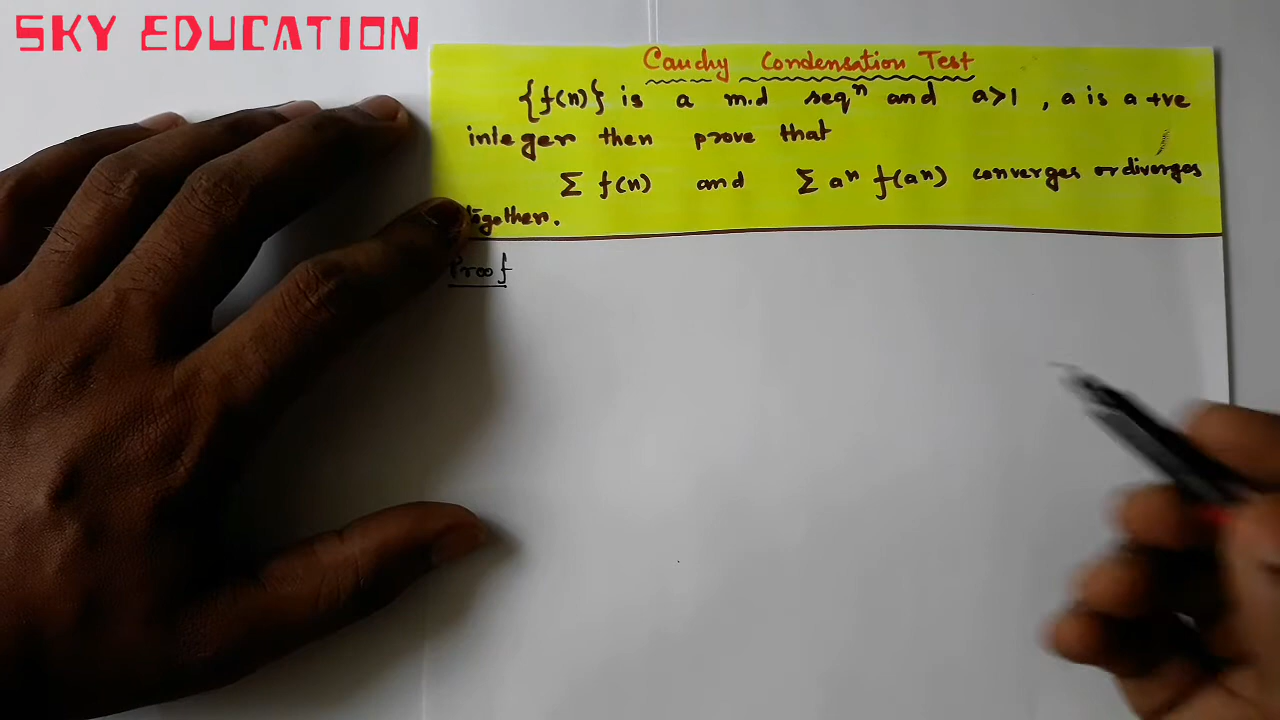 SKY EDUCATION
Cauchy Condensation Test
{f(n)} is a m.d seqⁿ and a>1 , a is a +ve
integer then prove that
Σ f(n) and Σ aⁿ f(aⁿ) converges or diverges
together.
Proof